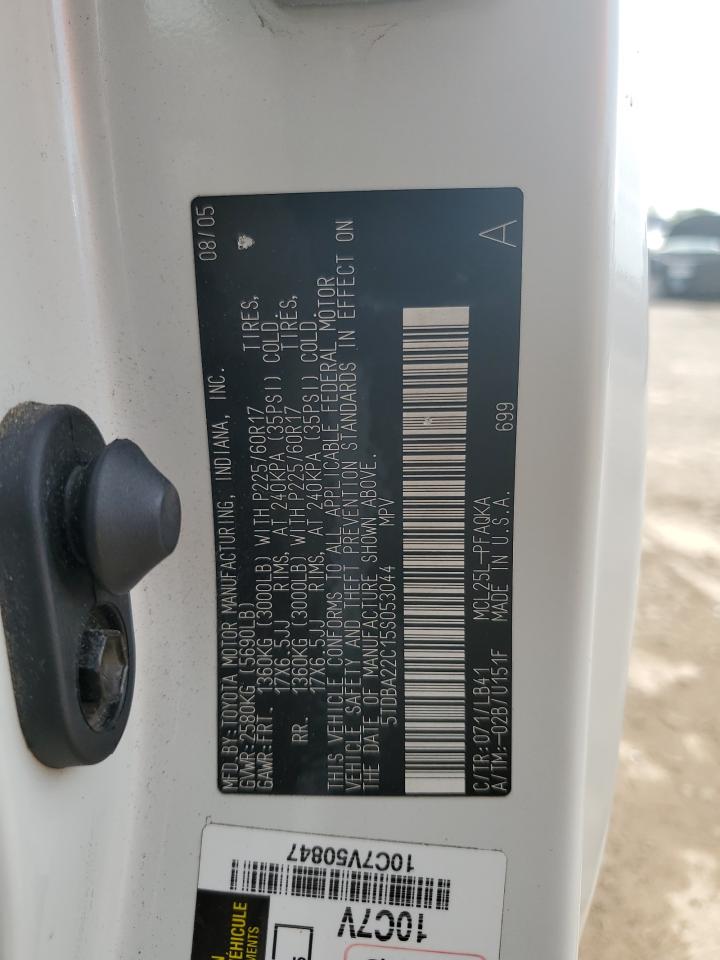 MFD.BY:TOYOTA MOTOR MANUFACTURING, INDIANA, INC. 08/05
GVWR:2580KG(5690LB)
GAWR:FRT. 1360KG (3000LB) WITH P225/60R17 TIRES,
17X6.5JJ RIMS, AT 240KPA (35PSI) COLD.
RR. 1360KG (3000LB) WITH P225/60R17 TIRES,
17X6.5JJ RIMS, AT 240KPA (35PSI) COLD.
THIS VEHICLE CONFORMS TO ALL APPLICABLE FEDERAL MOTOR
VEHICLE SAFETY AND THEFT PREVENTION STANDARDS IN EFFECT ON
THE DATE OF MANUFACTURE SHOWN ABOVE.
5TDBA22C15S053044 MPV
C/TR:071/LB41 MCL25L-PFAQKA 699
A/TM:-02B/U151F MADE IN U.S.A. A
10C7V50847
10C7V
ÉHICULE